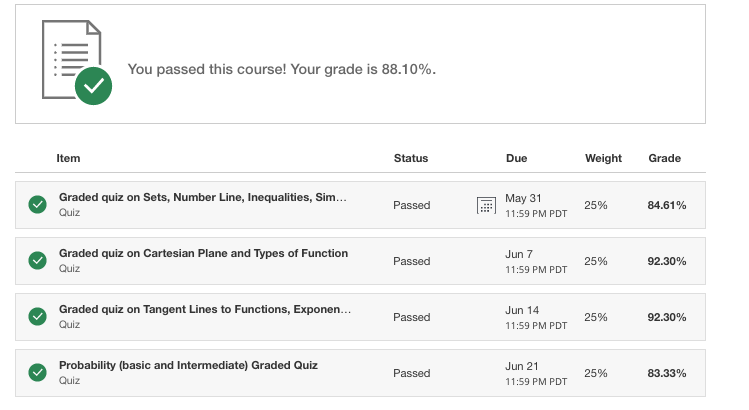 You passed this course! Your grade is 88.10%.
Item Status Due Weight Grade
Graded quiz on Sets, Number Line, Inequalities, Sim...
Quiz
Passed
May 31
11:59 PM PDT
25%
84.61%
Graded quiz on Cartesian Plane and Types of Function
Quiz
Passed
Jun 7
11:59 PM PDT
25%
92.30%
Graded quiz on Tangent Lines to Functions, Exponen...
Quiz
Passed
Jun 14
11:59 PM PDT
25%
92.30%
Probability (basic and Intermediate) Graded Quiz
Quiz
Passed
Jun 21
11:59 PM PDT
25%
83.33%